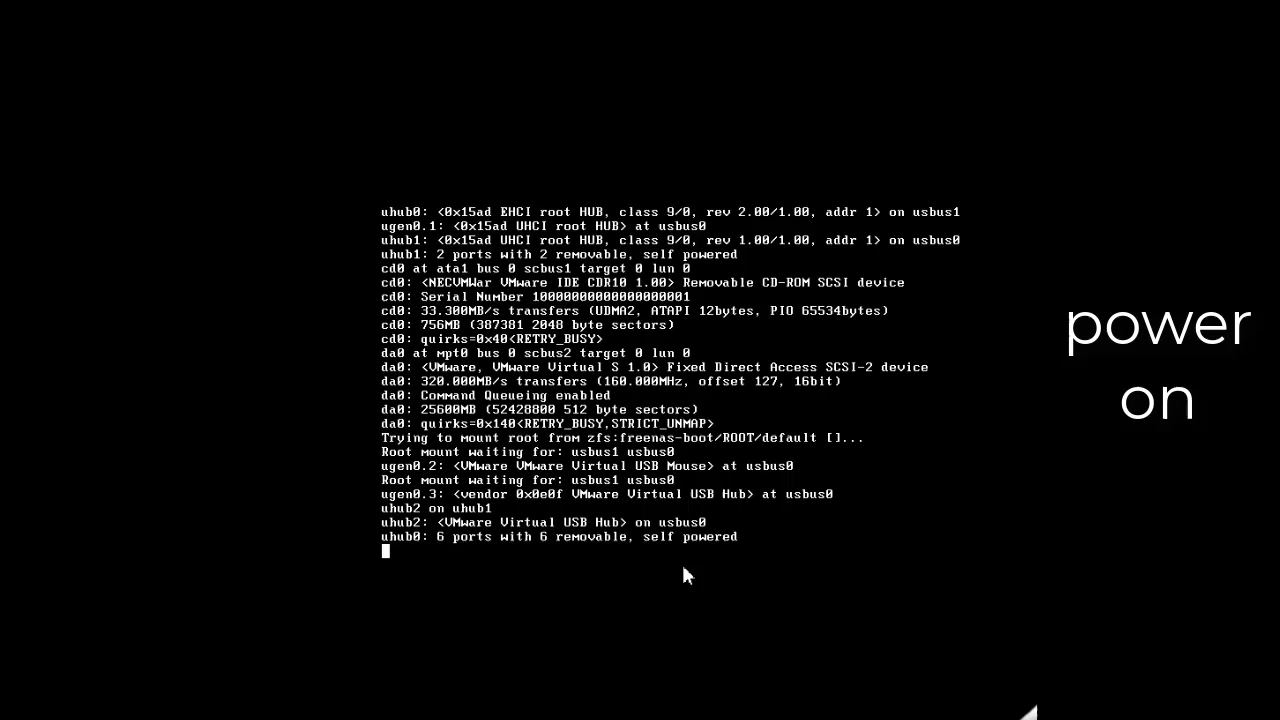 uhub0: <0x15ad EHCI root HUB, class 9/0, rev 2.00/1.00, addr 1> on usbus1
ugen0.1: <0x15ad UHCI root HUB> at usbus0
uhub1: <0x15ad UHCI root HUB, class 9/0, rev 1.00/1.00, addr 1> on usbus0
uhub1: 2 ports with 2 removable, self powered
cd0 at ata1 bus 0 scbus1 target 0 lun 0
cd0: <NECVMWar VMware IDE CDR10 1.00> Removable CD-ROM SCSI device
cd0: Serial Number 10000000000000000001
cd0: 33.300MB/s transfers (UDMA2, ATAPI 12bytes, PIO 65534bytes)
cd0: 756MB (387381 2048 byte sectors)
cd0: quirks=0x40<RETRY_BUSY>
da0 at mpt0 bus 0 scbus2 target 0 lun 0
da0: <VMware, VMware Virtual S 1.0> Fixed Direct Access SCSI-2 device
da0: 320.000MB/s transfers (160.000MHz, offset 127, 16bit)
da0: Command Queueing enabled
da0: 25600MB (52428800 512 byte sectors)
da0: quirks=0x140<RETRY_BUSY,STRICT_UNMAP>
Trying to mount root from zfs:freenas-boot/ROOT/default []...
Root mount waiting for: usbus1 usbus0
ugen0.2: <VMware VMware Virtual USB Mouse> at usbus0
Root mount waiting for: usbus1 usbus0
ugen0.3: <vendor 0x0e0f VMware Virtual USB Hub> at usbus0
uhub2 on uhub1
uhub2: <VMware Virtual USB Hub> on usbus0
uhub0: 6 ports with 6 removable, self powered
power
on